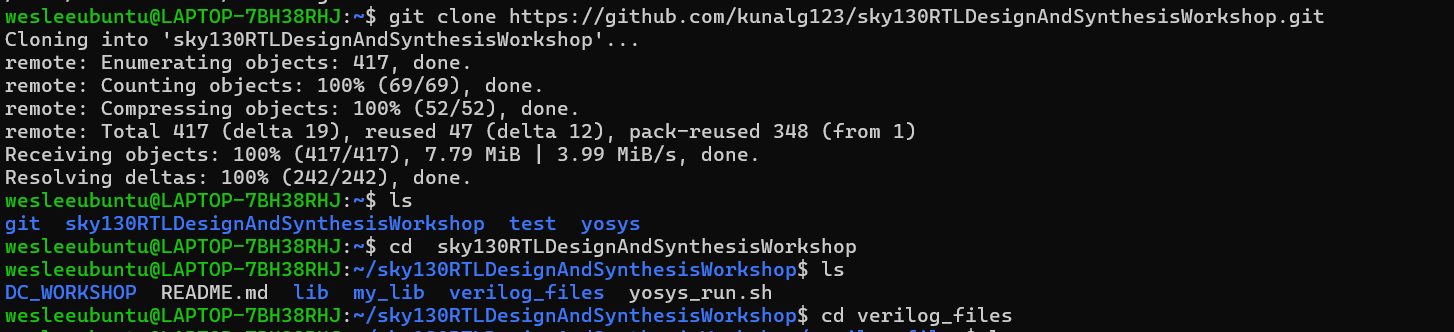 wesleeubuntu@LAPTOP-7BH38RHJ:~$ git clone https://github.com/kunalg123/sky130RTLDesignAndSynthesisWorkshop.git
Cloning into 'sky130RTLDesignAndSynthesisWorkshop'...
remote: Enumerating objects: 417, done.
remote: Counting objects: 100% (69/69), done.
remote: Compressing objects: 100% (52/52), done.
remote: Total 417 (delta 19), reused 47 (delta 12), pack-reused 348 (from 1)
Receiving objects: 100% (417/417), 7.79 MiB | 3.99 MiB/s, done.
Resolving deltas: 100% (242/242), done.
wesleeubuntu@LAPTOP-7BH38RHJ:~$ ls
git  sky130RTLDesignAndSynthesisWorkshop  test  yosys
wesleeubuntu@LAPTOP-7BH38RHJ:~$ cd  sky130RTLDesignAndSynthesisWorkshop
wesleeubuntu@LAPTOP-7BH38RHJ:~/sky130RTLDesignAndSynthesisWorkshop$ ls
DC_WORKSHOP  README.md  lib  my_lib  verilog_files  yosys_run.sh
wesleeubuntu@LAPTOP-7BH38RHJ:~/sky130RTLDesignAndSynthesisWorkshop$ cd verilog_files